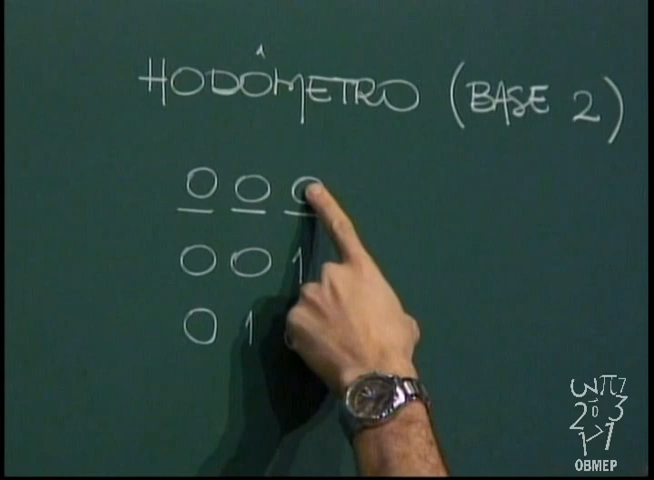 HODÔMETRO (BASE 2)
0 0 0
0 0 1
0 1
OBMEP